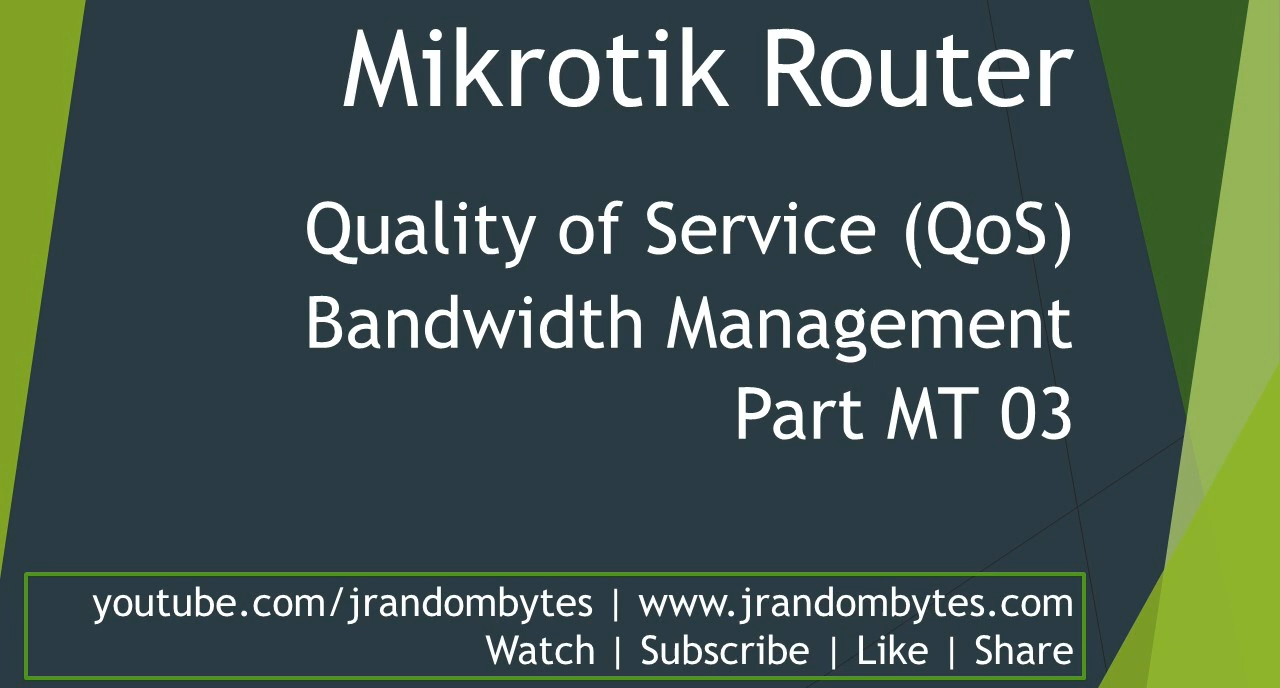 Mikrotik Router
Quality of Service (QoS)
Bandwidth Management
Part MT 03
youtube.com/jrandombytes | www.jrandombytes.com
Watch | Subscribe | Like | Share